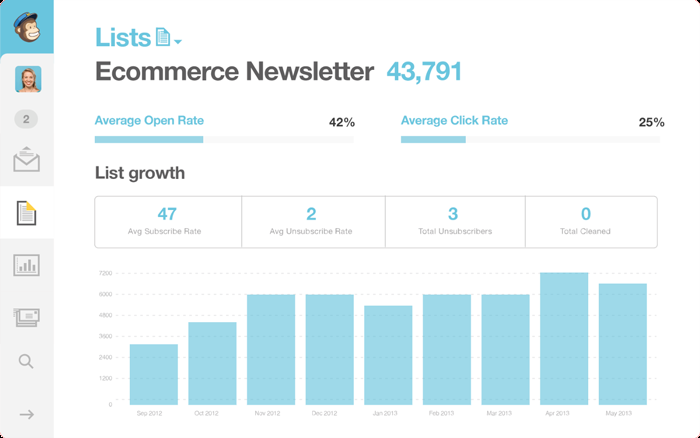 Lists
Ecommerce Newsletter 43,791
Average Open Rate 42%
Average Click Rate 25%
2
List growth
47
Avg Subscribe Rate
2
Avg Unsubscribe Rate
3
Total Unsubscribers
0
Total Cleaned
7200
6000
4800
3600
2400
1200
0
Sep 2012 Oct 2012 Nov 2012 Dec 2012 Jan 2013 Feb 2013 Mar 2013 Apr 2013 May 2013